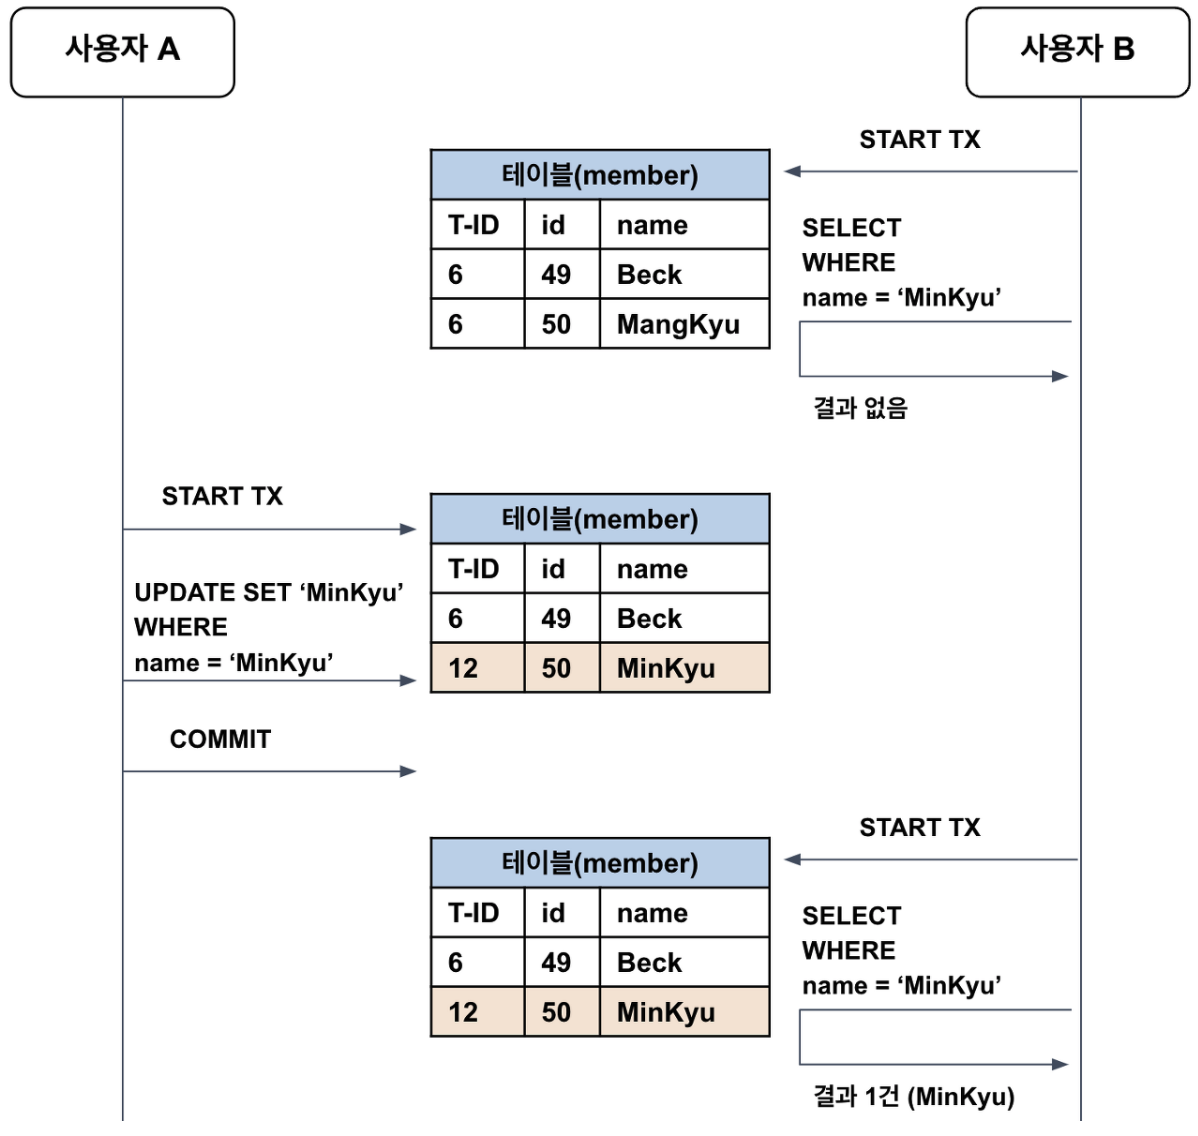 사용자 A
사용자 B
START TX
테이블(member)
T-ID id name
6 49 Beck
6 50 MangKyu
SELECT
WHERE
name = ‘MinKyu’
결과 없음
START TX
테이블(member)
T-ID id name
6 49 Beck
12 50 MinKyu
UPDATE SET ‘MinKyu’
WHERE
name = ‘MinKyu’
COMMIT
START TX
테이블(member)
T-ID id name
6 49 Beck
12 50 MinKyu
SELECT
WHERE
name = ‘MinKyu’
결과 1건 (MinKyu)